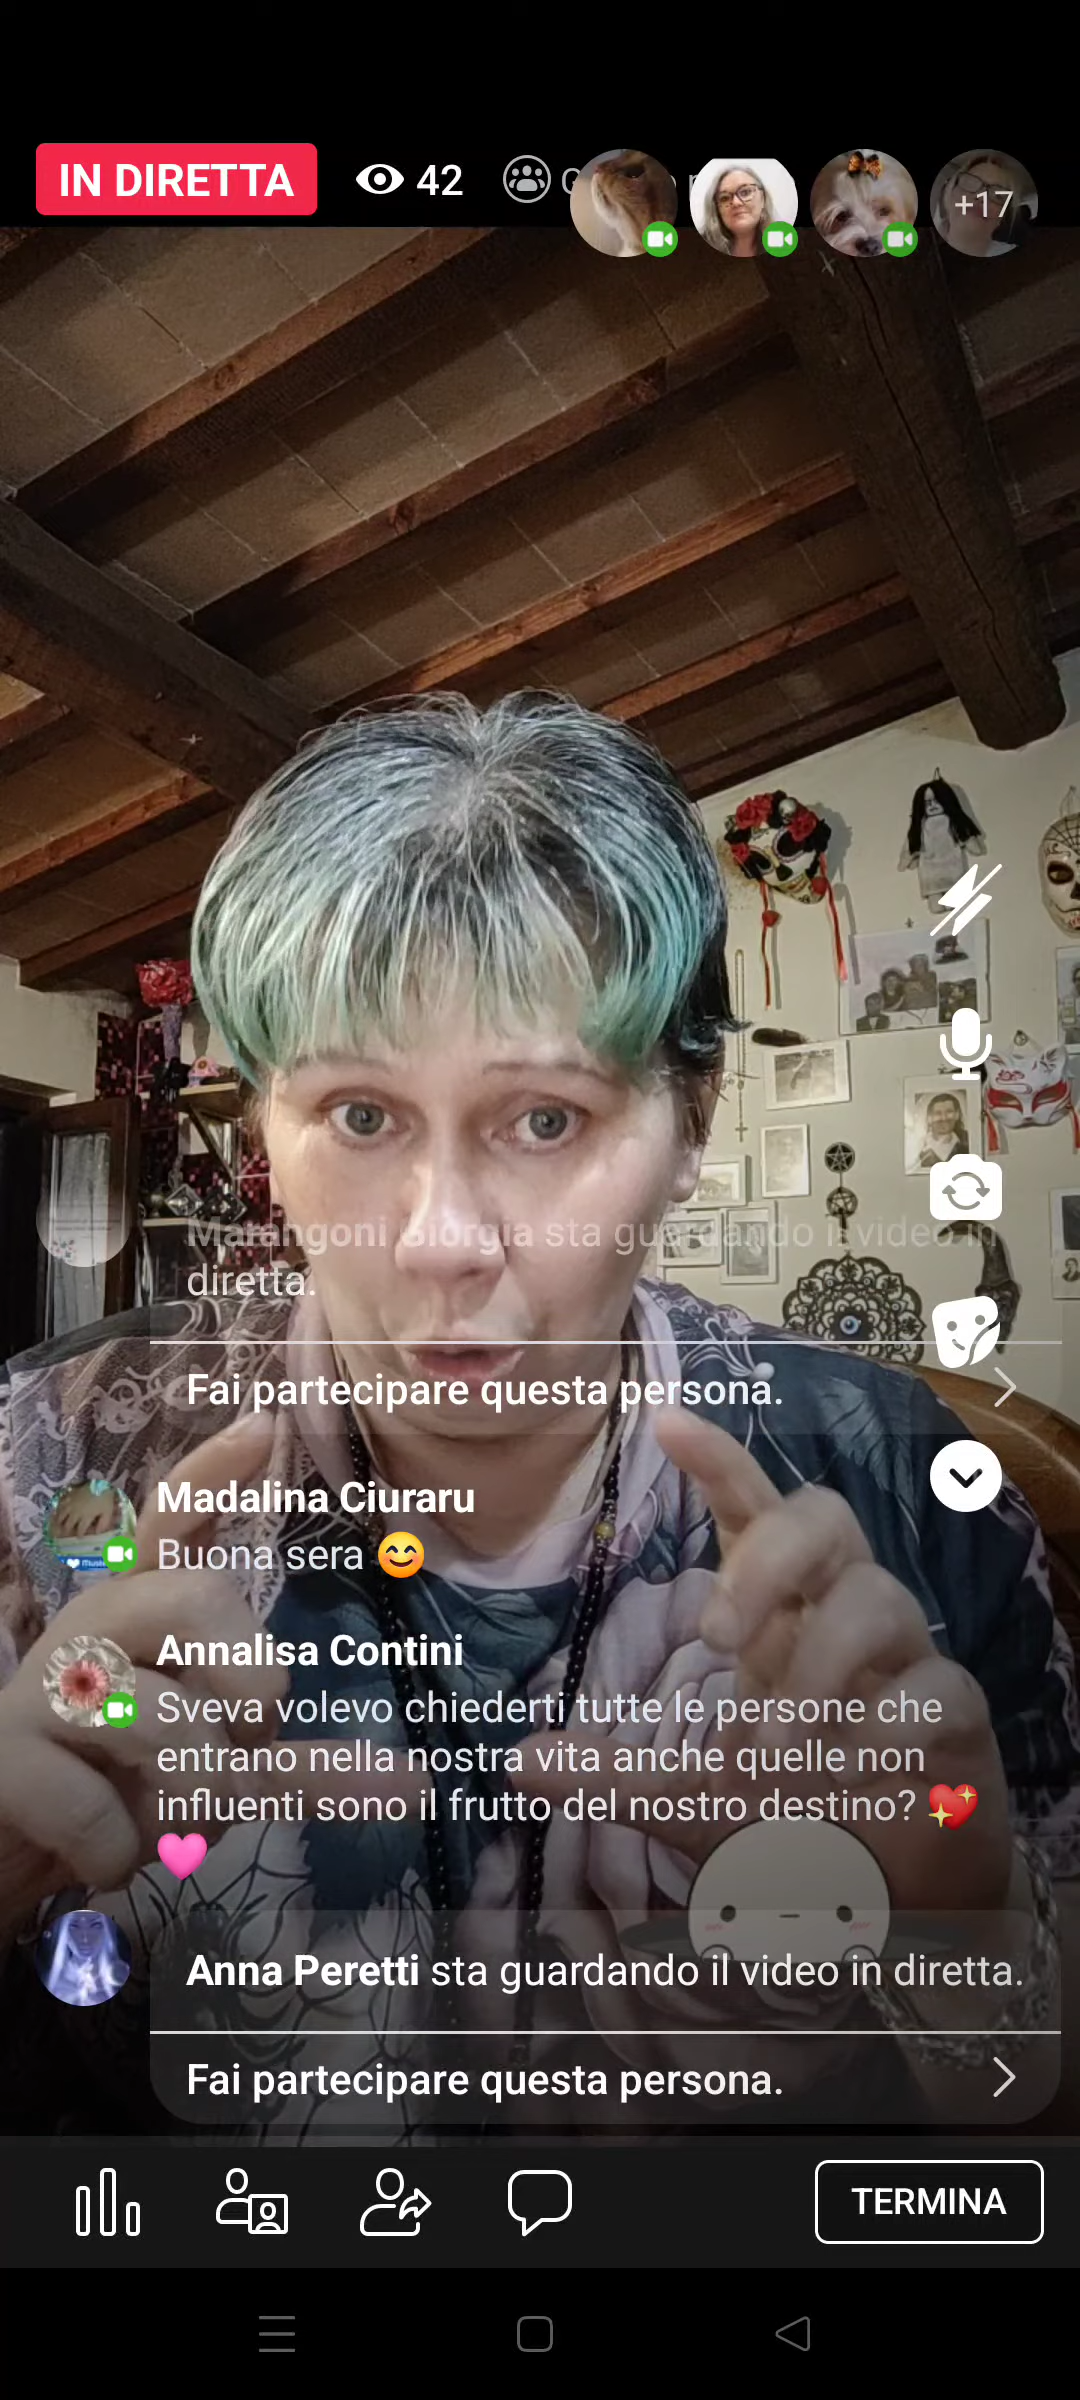 IN DIRETTA 42
+17
Marangoni Giorgia sta guardando il video in
diretta.
Fai partecipare questa persona.
Madalina Ciuraru
Buona sera 😊
Annalisa Contini
Sveva volevo chiederti tutte le persone che
entrano nella nostra vita anche quelle non
influenti sono il frutto del nostro destino? 💖
🩷
Anna Peretti sta guardando il video in diretta.
Fai partecipare questa persona.
TERMINA